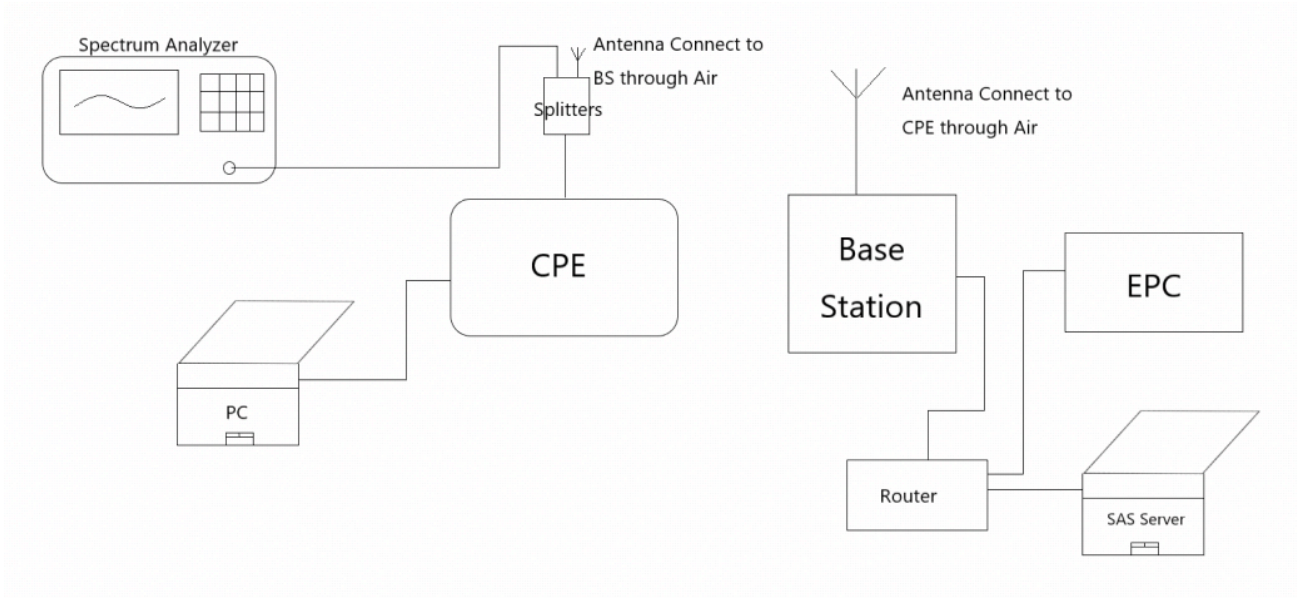 Spectrum Analyzer
Antenna Connect to
BS through Air
Splitters
Antenna Connect to
CPE through Air
CPE
Base
Station
EPC
PC
Router
SAS Server